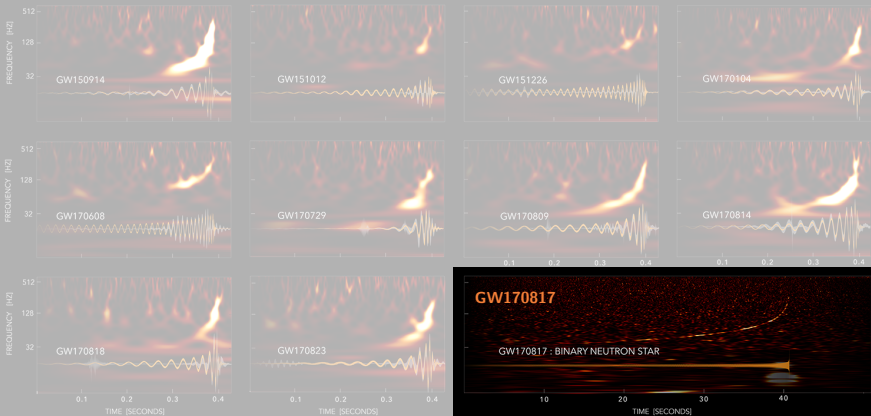 512
128
32
FREQUENCY [HZ]
GW150914
GW151012
GW151226
GW170104
512
128
32
FREQUENCY [HZ]
GW170608
GW170729
GW170809
GW170814
0.1 0.2 0.3 0.4
0.1 0.2 0.3 0.4
512
128
32
FREQUENCY [HZ]
GW170818
GW170823
GW170817
GW170817 : BINARY NEUTRON STAR
0.1 0.2 0.3 0.4
0.1 0.2 0.3 0.4
10 20 30 40
TIME [SECONDS]
TIME [SECONDS]
TIME [SECONDS]